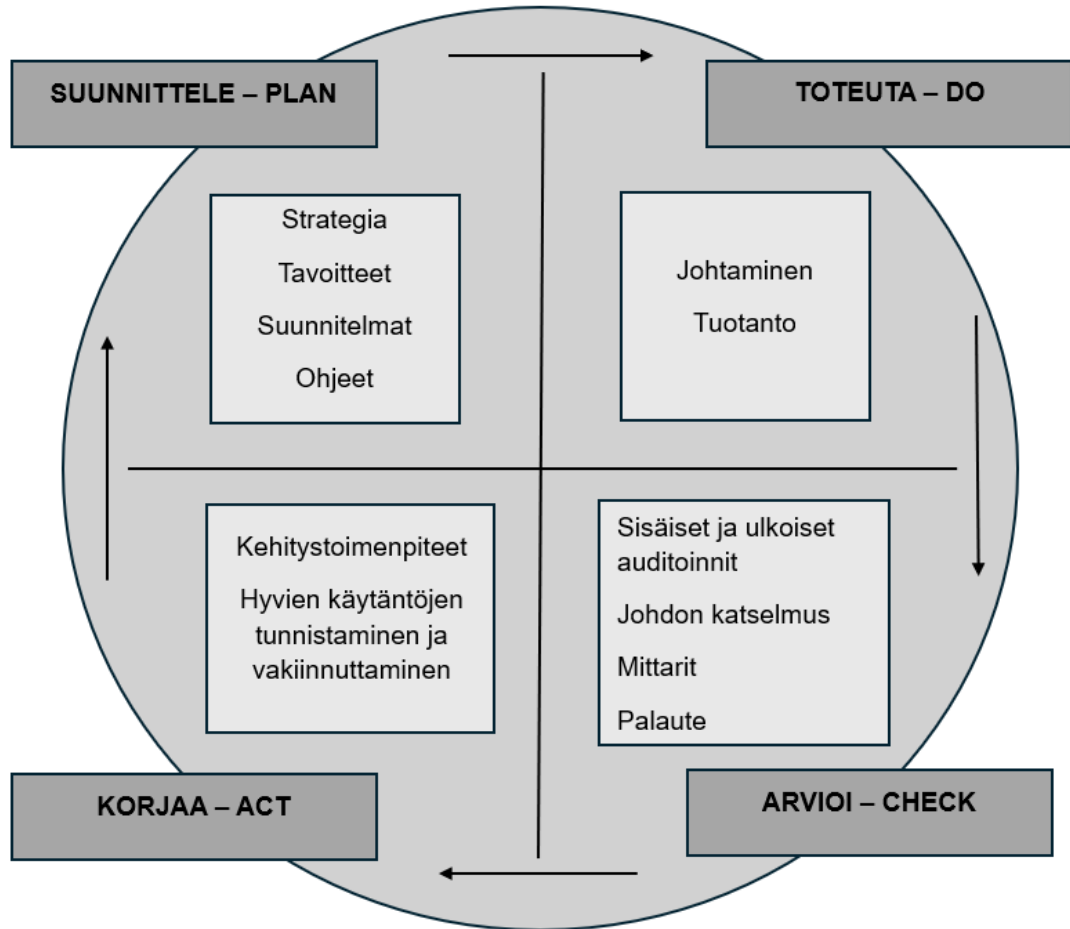 SUUNNITTELE – PLAN
TOTEUTA – DO
Strategia
Tavoitteet
Suunnitelmat
Ohjeet
Johtaminen
Tuotanto
Kehitystoimenpiteet
Hyvien käytäntöjen
tunnistaminen ja
vakiinnuttaminen
Sisäiset ja ulkoiset
auditoinnit
Johdon katselmus
Mittarit
Palaute
KORJAA – ACT
ARVIOI – CHECK